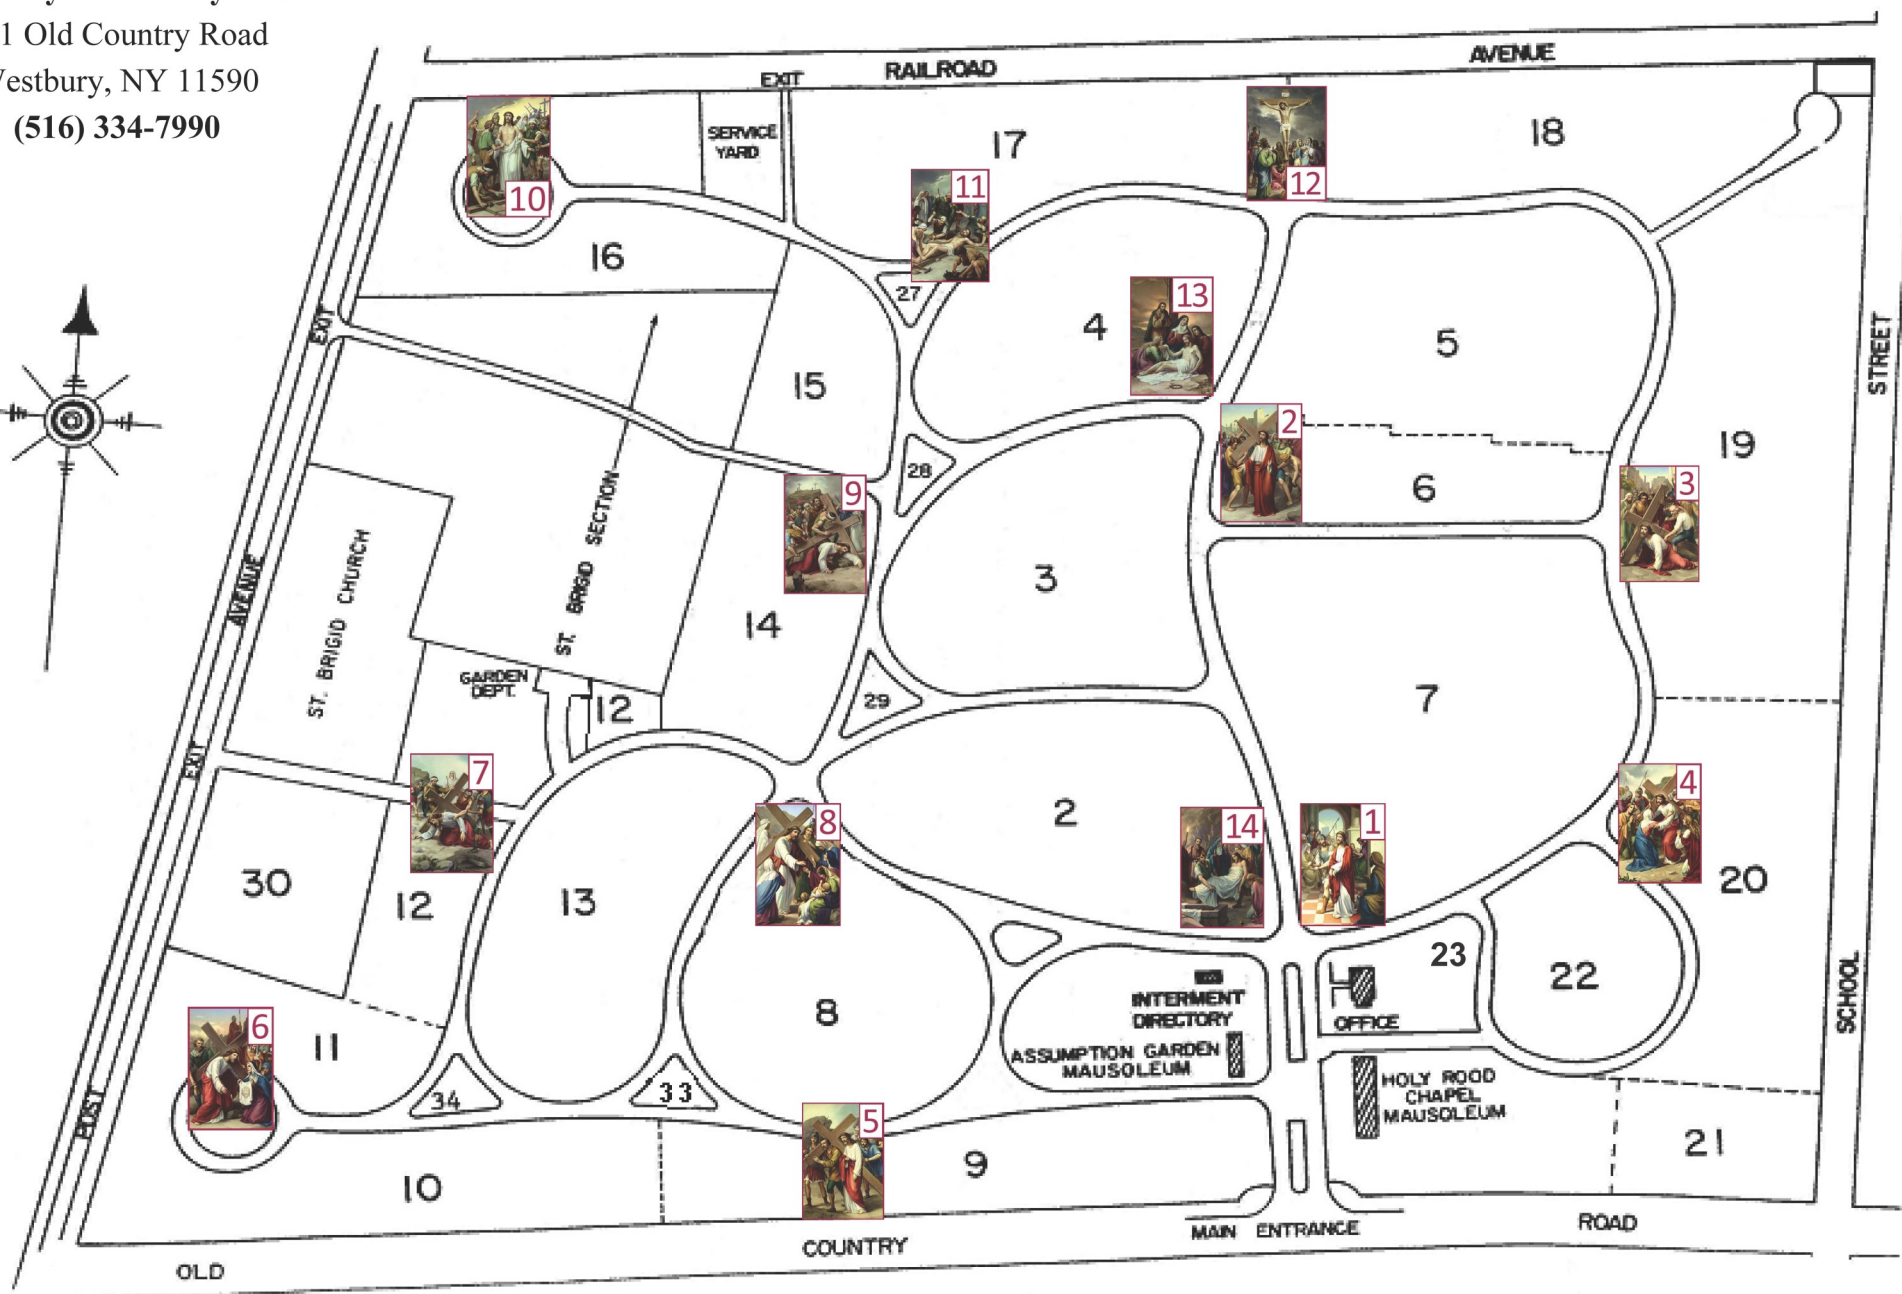 1 Old Country Road
Westbury, NY 11590
(516) 334-7990
RAILROAD
AVENUE
EXIT
SERVICE
YARD
10
17
12
18
11
16
27
13
4
5
EXIT
15
STREET
2
19
28
9
6
3
ST. BRIGID SECTION
ST. BRIGID CHURCH
AVENUE
3
14
GARDEN
DEPT.
12
29
7
EXIT
7
4
8
2
14
1
30
12
13
20
23
22
INTERMENT
DIRECTORY
OFFICE
SCHOOL
6
11
8
ASSUMPTION GARDEN
MAUSOLEUM
HOLY ROOD
CHAPEL
MAUSOLEUM
34
33
POST
5
9
21
10
MAIN ENTRANCE
ROAD
COUNTRY
OLD